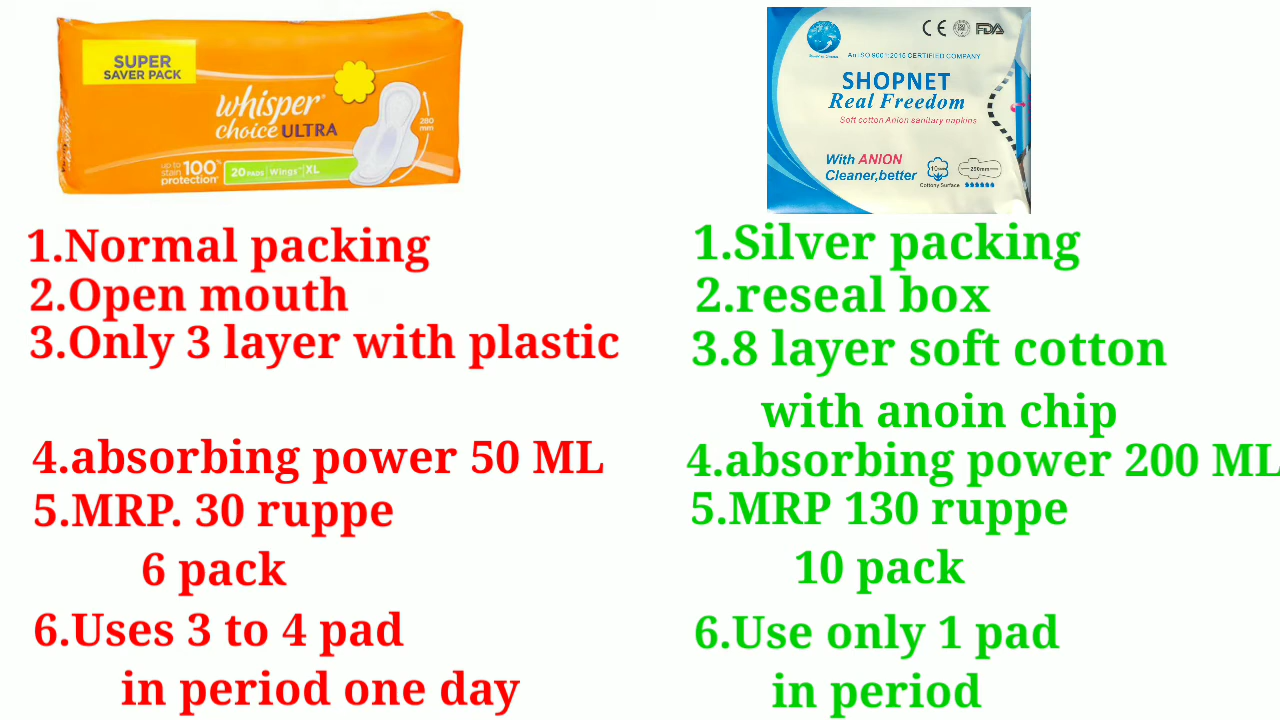 SUPER
SAVER PACK
whisper
choice ULTRA
280
mm
up to
stain 100%
protection
20 PADS | Wings | XL
1.Normal packing
2.Open mouth
3.Only 3 layer with plastic
4.absorbing power 50 ML
5.MRP. 30 ruppe
6 pack
6.Uses 3 to 4 pad
in period one day
CE FDA
An ISO 9001:2015 CERTIFIED COMPANY
SHOPNET
Real Freedom
Soft cotton Anion sanitary napkins
With ANION
Cleaner,better
290mm
Cottony Surface
1.Silver packing
2.reseal box
3.8 layer soft cotton
with anoin chip
4.absorbing power 200 ML
5.MRP 130 ruppe
10 pack
6.Use only 1 pad
in period